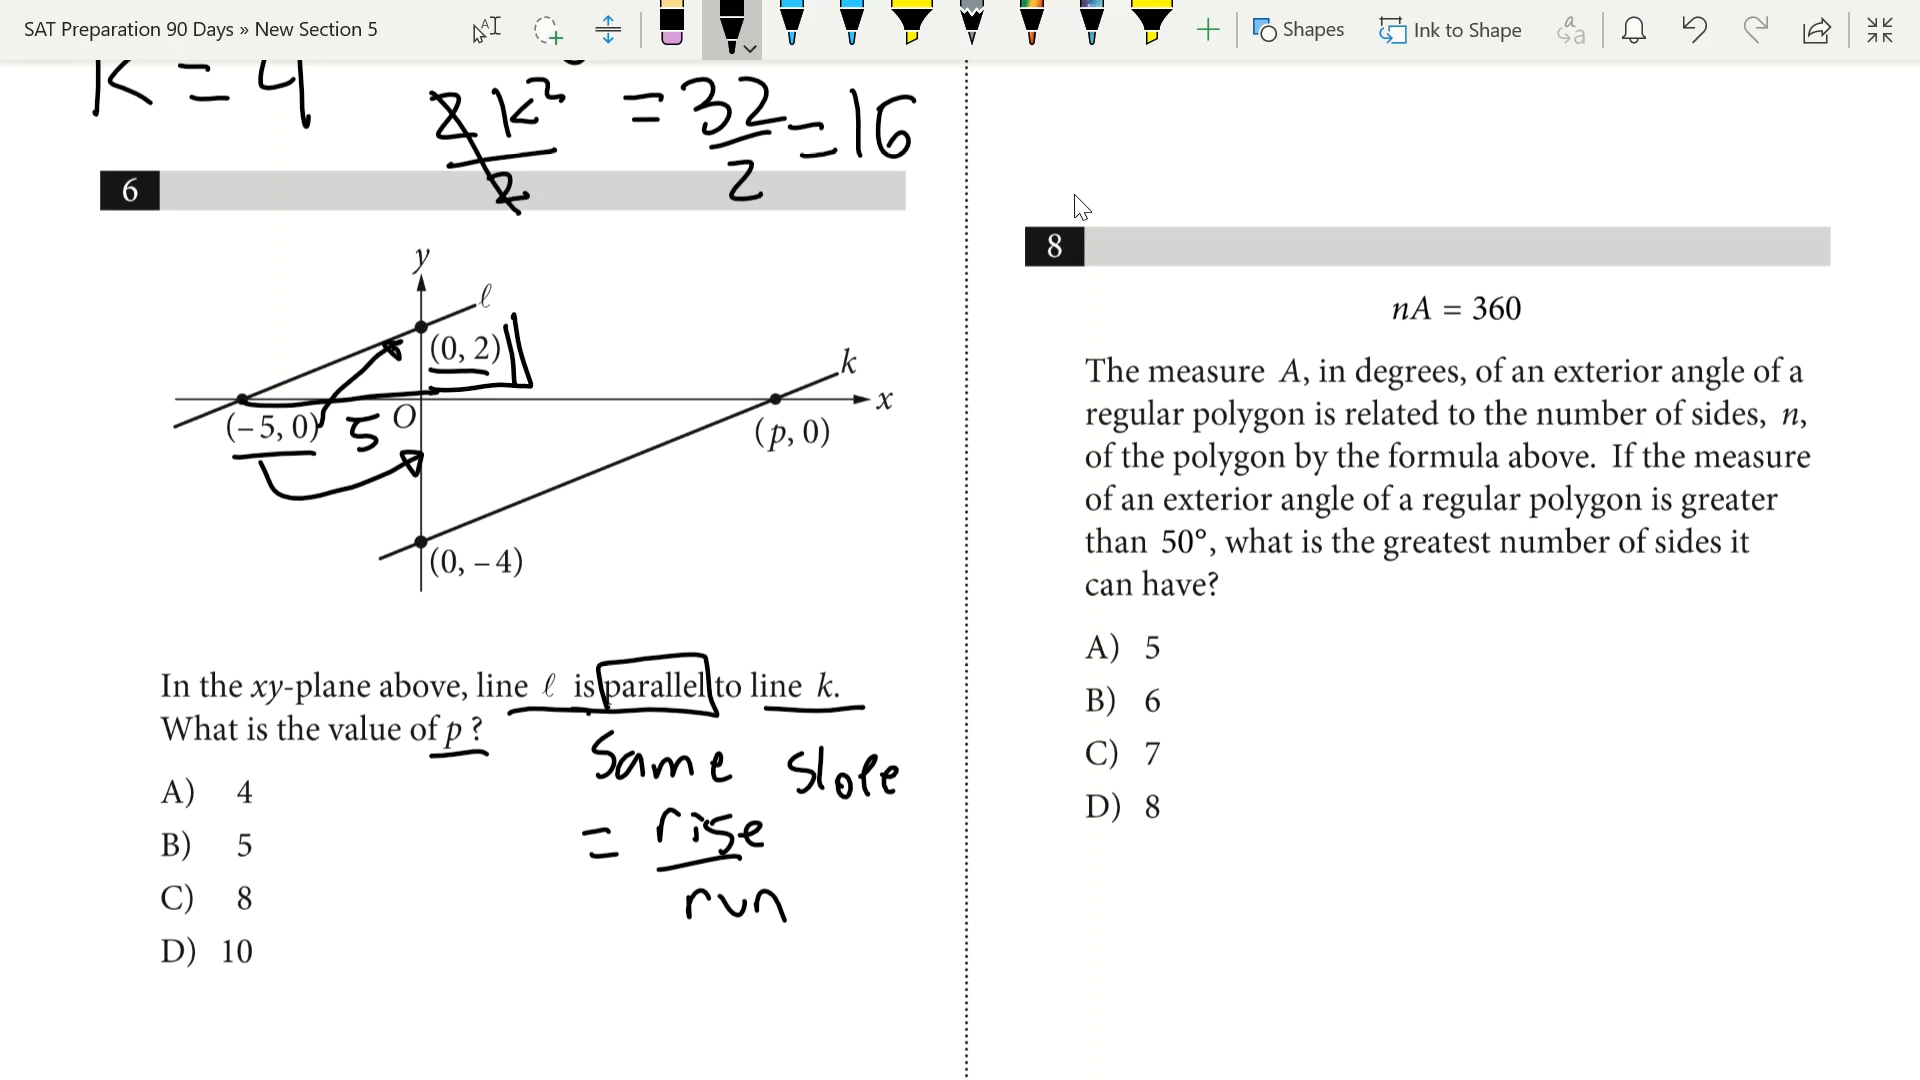 SAT Preparation 90 Days » New Section 5
Shapes
Ink to Shape
K = 4
2k² = 32 = 16
2 2
6
y
ℓ
(0, 2)
k
x
(– 5, 0)
5
O
(p, 0)
(0, – 4)
In the xy-plane above, line ℓ is parallel to line k.
What is the value of p ?
same slope
= rise
run
A) 4
B) 5
C) 8
D) 10
8
nA = 360
The measure A, in degrees, of an exterior angle of a
regular polygon is related to the number of sides, n,
of the polygon by the formula above. If the measure
of an exterior angle of a regular polygon is greater
than 50°, what is the greatest number of sides it
can have?
A) 5
B) 6
C) 7
D) 8